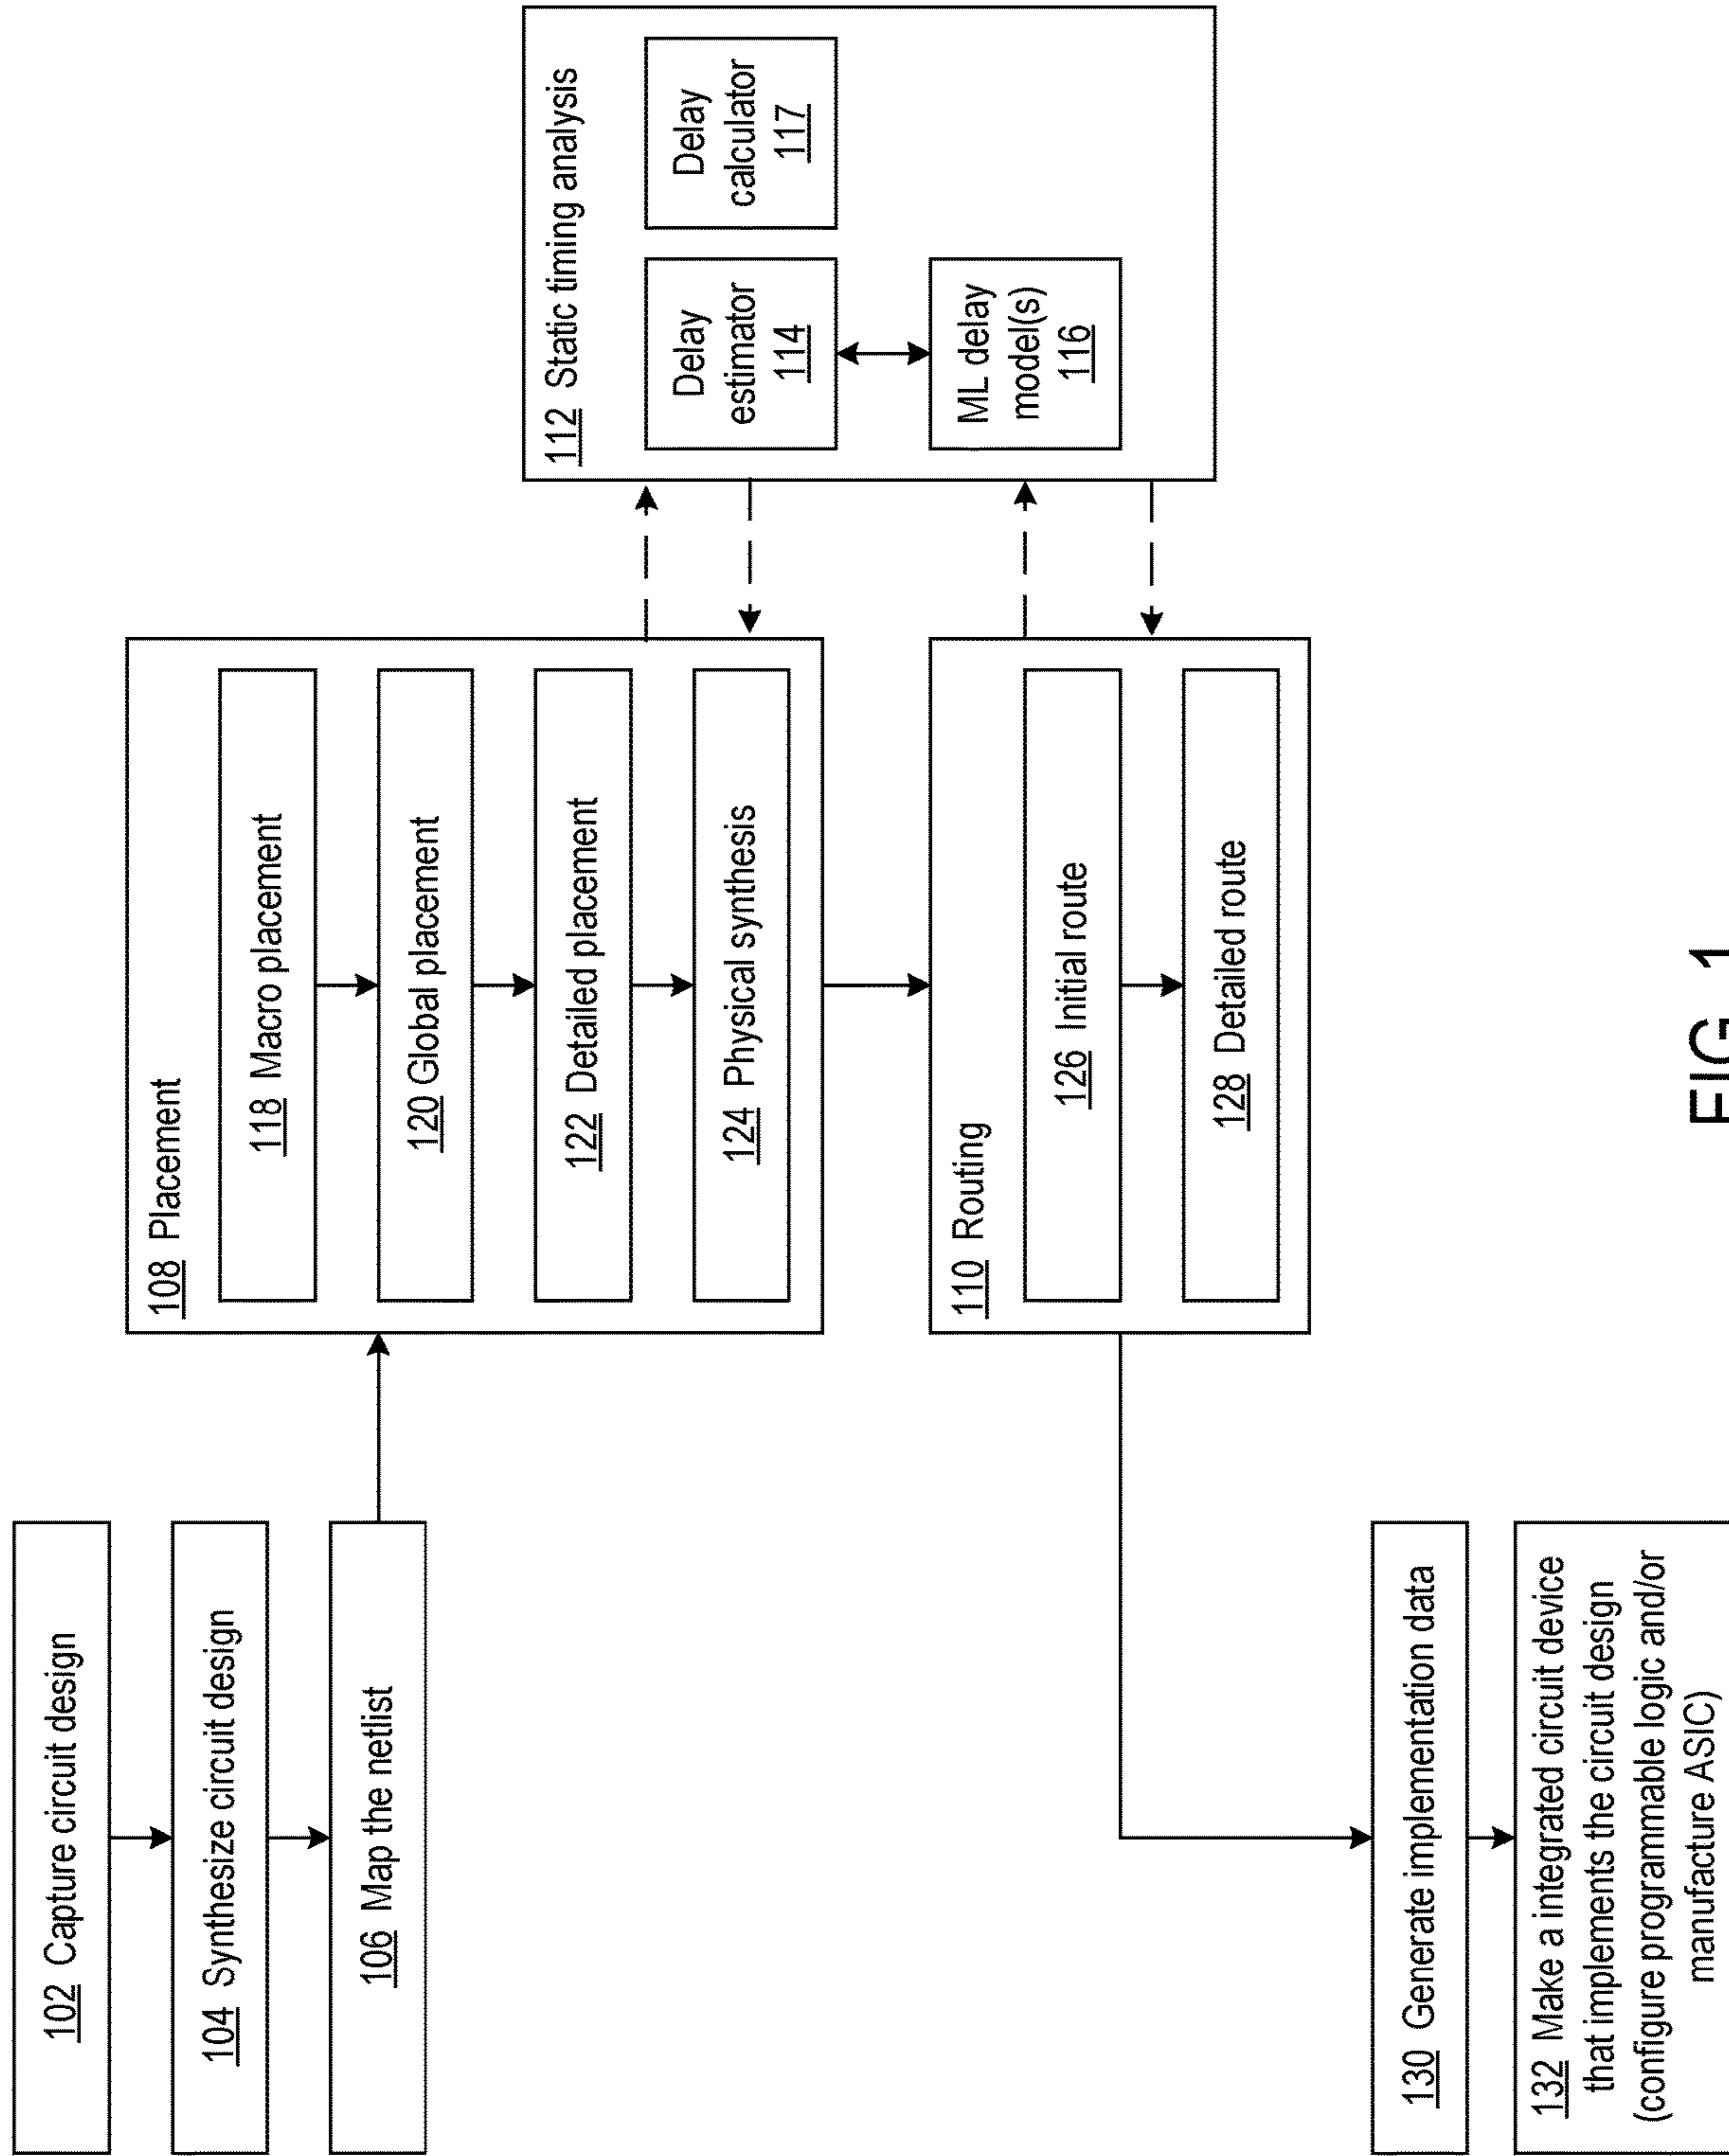 102 Capture circuit design
104 Synthesize circuit design
106 Map the netlist
108 Placement
118 Macro placement
120 Global placement
122 Detailed placement
124 Physical synthesis
110 Routing
126 Initial route
128 Detailed route
112 Static timing analysis
Delay
estimator
114
Delay
calculator
117
ML delay
model(s)
116
130 Generate implementation data
132 Make a integrated circuit device
that implements the circuit design
(configure programmable logic and/or
manufacture ASIC)
FIG. 1